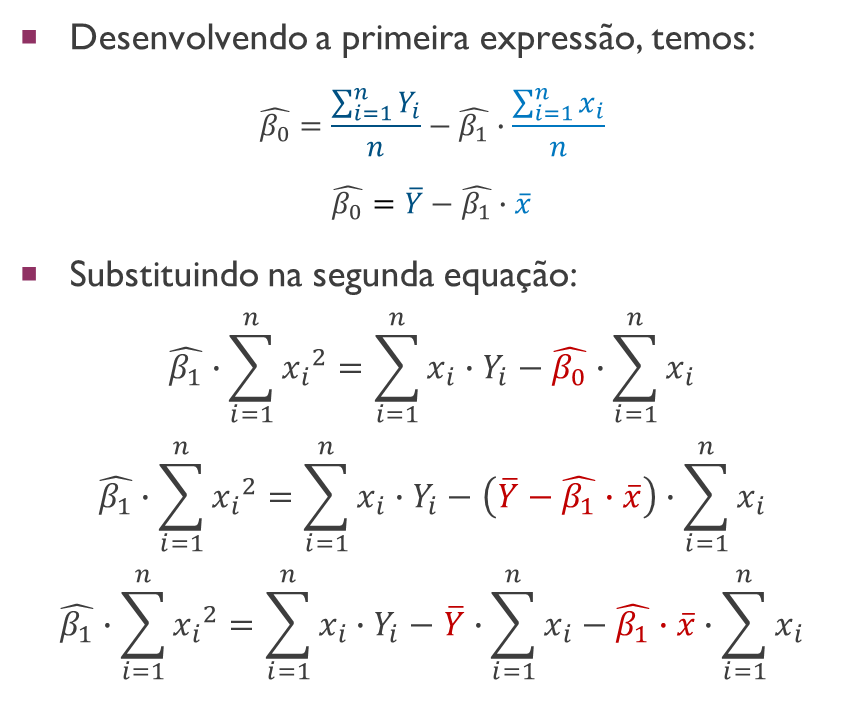 ▪ Desenvolvendo a primeira expressão, temos:
$\widehat{\beta_0} = \frac{\sum_{i=1}^{n} Y_i}{n} - \widehat{\beta_1} \cdot \frac{\sum_{i=1}^{n} x_i}{n}$
$\widehat{\beta_0} = \bar{Y} - \widehat{\beta_1} \cdot \bar{x}$
▪ Substituindo na segunda equação:
$\widehat{\beta_1} \cdot \sum_{i=1}^{n} {x_i}^2 = \sum_{i=1}^{n} x_i \cdot Y_i - \widehat{\beta_0} \cdot \sum_{i=1}^{n} x_i$
$\widehat{\beta_1} \cdot \sum_{i=1}^{n} {x_i}^2 = \sum_{i=1}^{n} x_i \cdot Y_i - (\bar{Y} - \widehat{\beta_1} \cdot \bar{x}) \cdot \sum_{i=1}^{n} x_i$
$\widehat{\beta_1} \cdot \sum_{i=1}^{n} {x_i}^2 = \sum_{i=1}^{n} x_i \cdot Y_i - \bar{Y} \cdot \sum_{i=1}^{n} x_i - \widehat{\beta_1} \cdot \bar{x} \cdot \sum_{i=1}^{n} x_i$